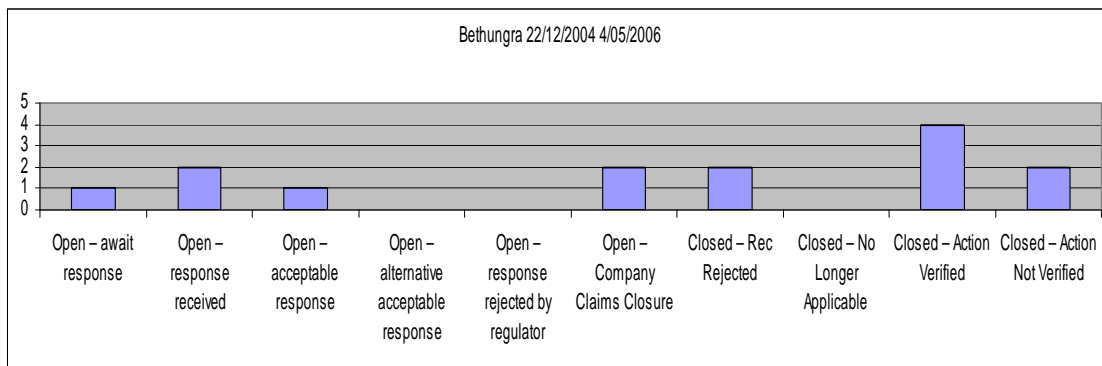 Bethungra 22/12/2004 4/05/2006
5
4
3
2
1
0
Open – await
response
Open –
response
received
Open –
acceptable
response
Open –
alternative
acceptable
response
Open –
response
rejected by
regulator
Open –
Company
Claims Closure
Closed – Rec
Rejected
Closed – No
Longer
Applicable
Closed – Action
Verified
Closed – Action
Not Verified